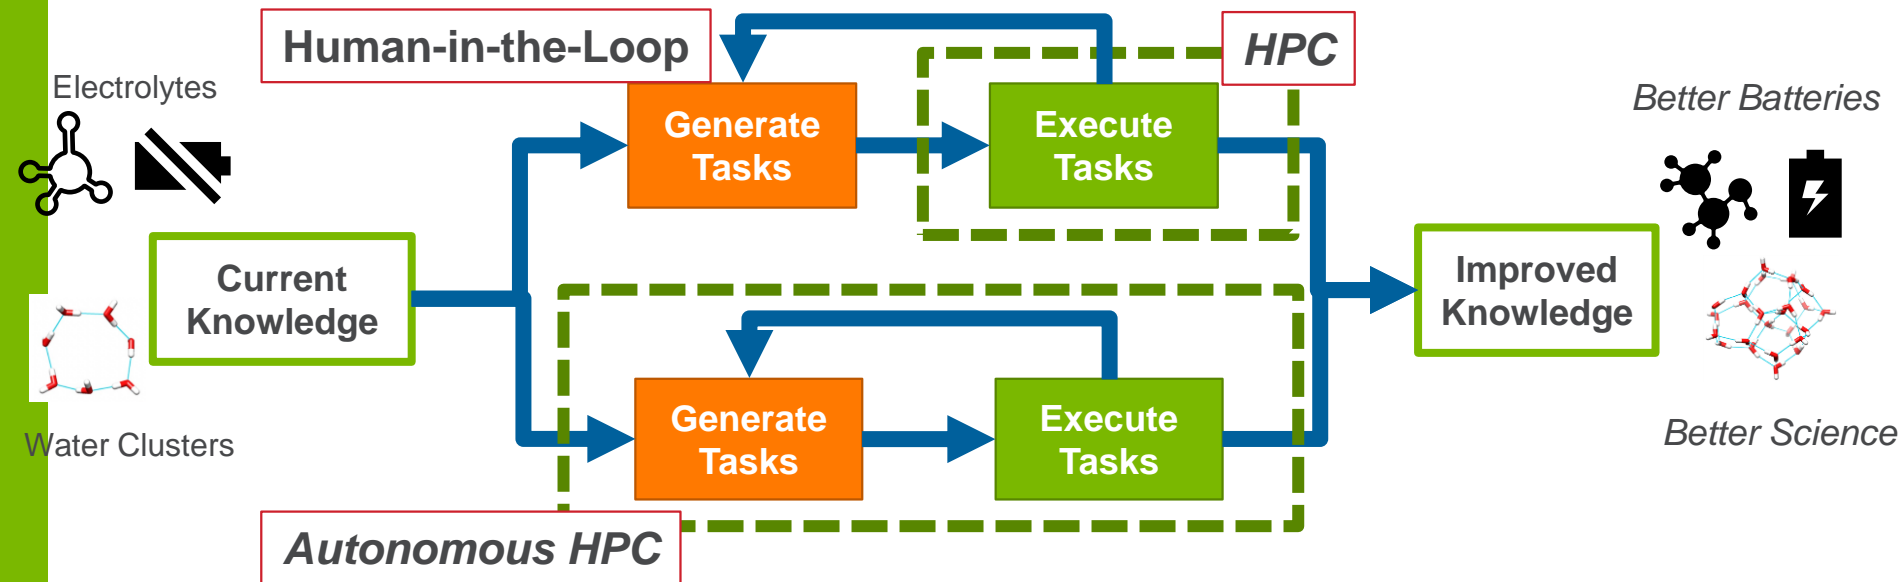 Human-in-the-Loop
HPC
Electrolytes
Generate
Tasks
Execute
Tasks
Better Batteries
Current
Knowledge
Improved
Knowledge
Water Clusters
Generate
Tasks
Execute
Tasks
Better Science
Autonomous HPC